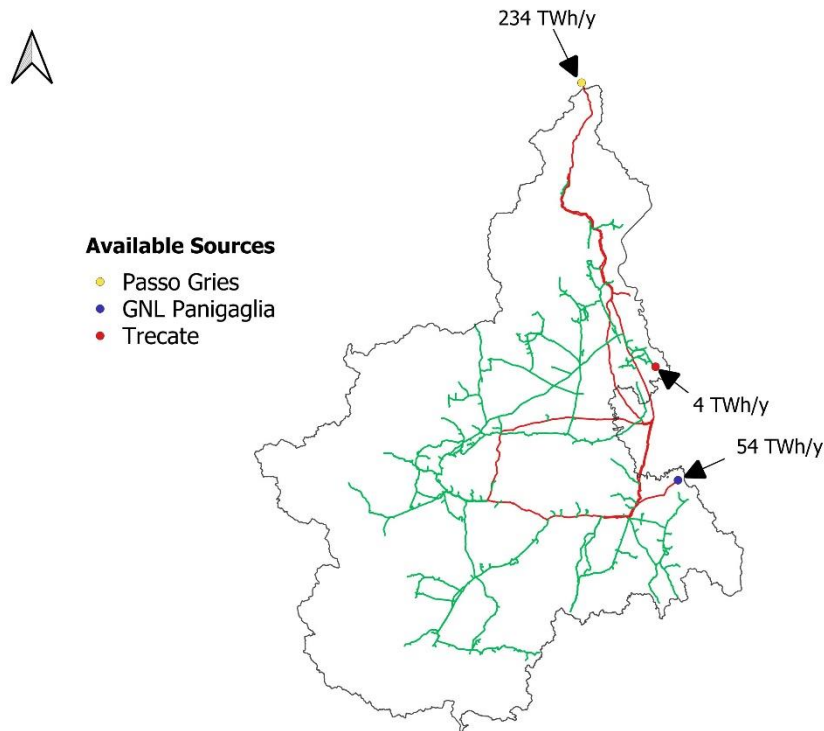 234 TWh/y
Available Sources
Passo Gries
GNL Panigaglia
Trecate
4 TWh/y
54 TWh/y